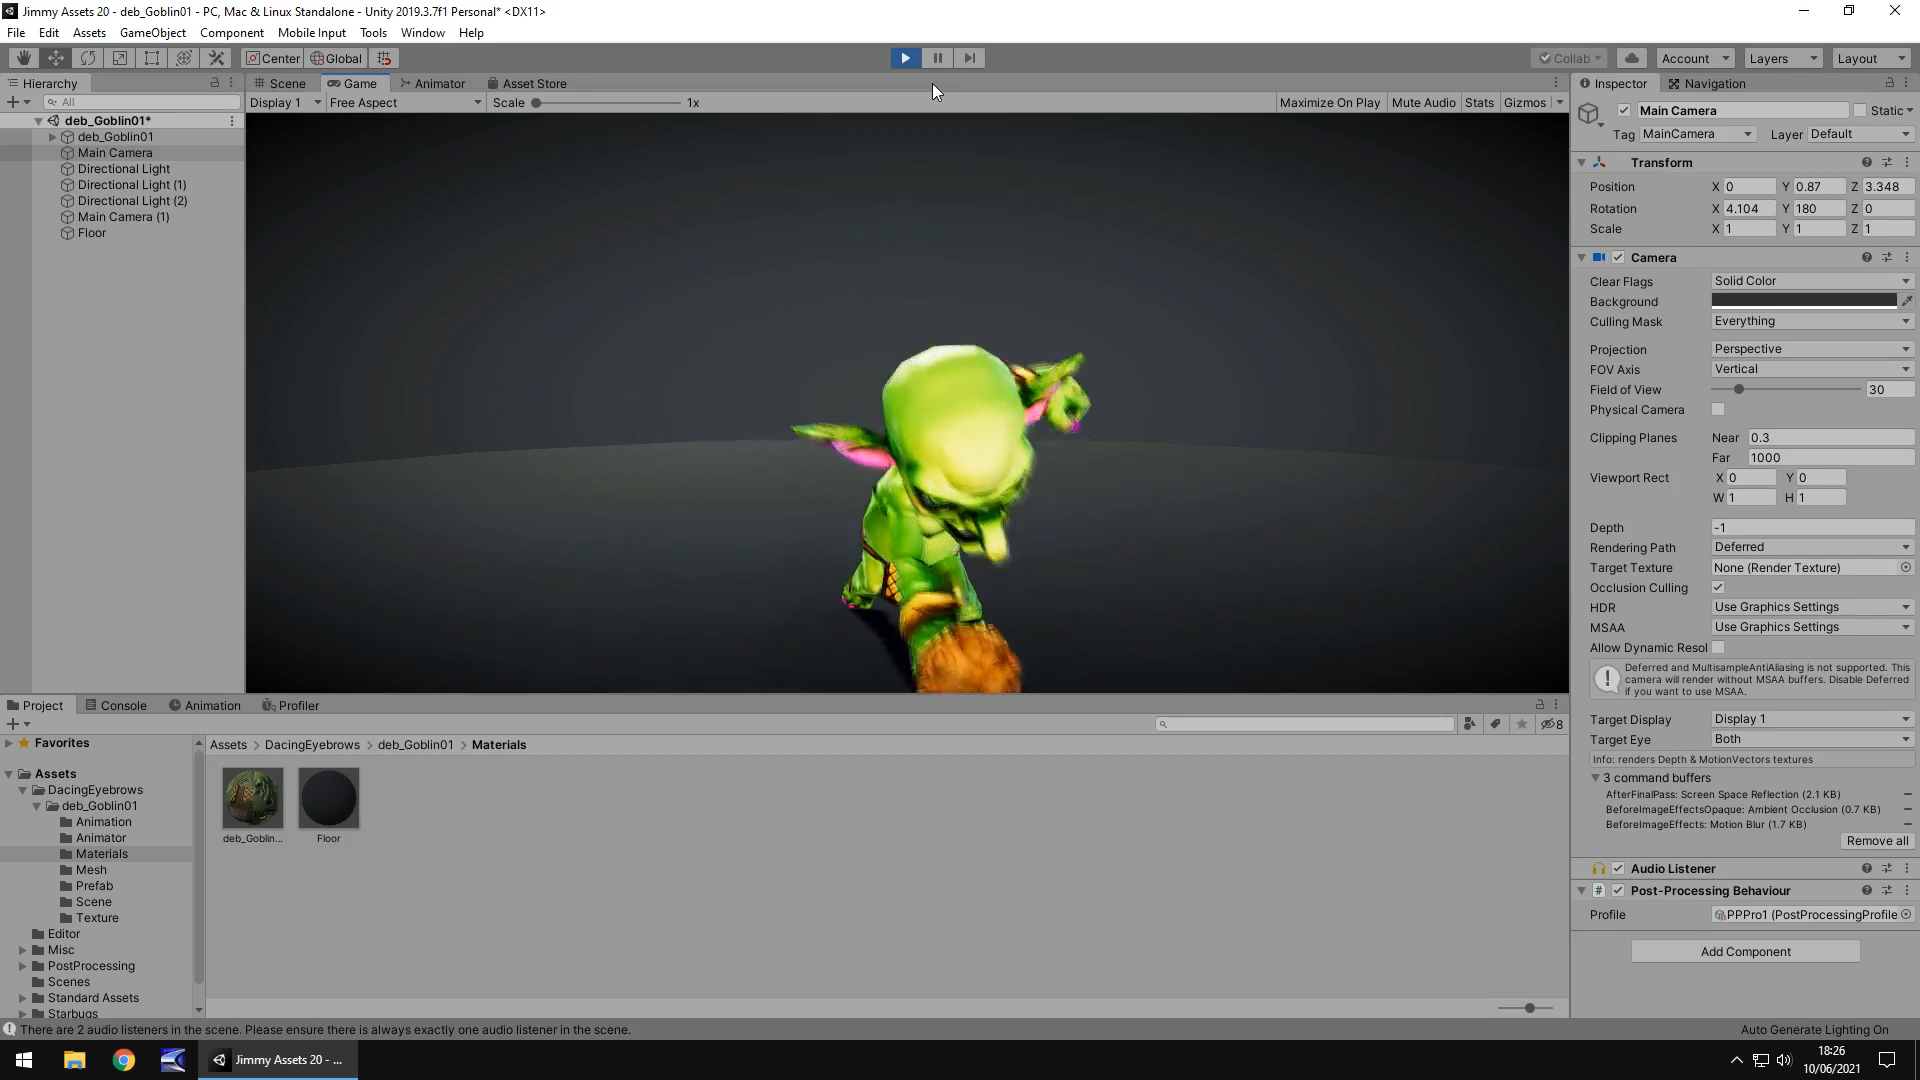 Jimmy Assets 20 - deb_Goblin01 - PC, Mac & Linux Standalone - Unity 2019.3.7f1 Personal* <DX11>
File Edit Assets GameObject Component Mobile Input Tools Window Help
Center Global Collab Account Layers Layout
Hierarchy
All
deb_Goblin01*
deb_Goblin01
Main Camera
Directional Light
Directional Light (1)
Directional Light (2)
Main Camera (1)
Floor
Scene Game Animator Asset Store
Display 1 Free Aspect Scale 1x Maximize On Play Mute Audio Stats Gizmos
Inspector Navigation
Main Camera Static
Tag MainCamera Layer Default
Transform
Position X 0 Y 0.87 Z 3.348
Rotation X 4.104 Y 180 Z 0
Scale X 1 Y 1 Z 1
Camera
Clear Flags Solid Color
Background
Culling Mask Everything
Projection Perspective
FOV Axis Vertical
Field of View 30
Physical Camera
Clipping Planes Near 0.3
Far 1000
Viewport Rect X 0 Y 0
W 1 H 1
Depth -1
Rendering Path Deferred
Target Texture None (Render Texture)
Occlusion Culling
HDR Use Graphics Settings
MSAA Use Graphics Settings
Allow Dynamic Resol
Deferred and MultisampleAntiAliasing is not supported. This
camera will render without MSAA buffers. Disable Deferred
if you want to use MSAA.
Target Display Display 1
Target Eye Both
Info: renders Depth & MotionVectors textures
3 command buffers
AfterFinalPass: Screen Space Reflection (2.1 KB)
BeforeImageEffectsOpaque: Ambient Occlusion (0.7 KB)
BeforeImageEffects: Motion Blur (1.7 KB)
Remove all
Audio Listener
# Post-Processing Behaviour
Profile PPPro1 (PostProcessingProfile
Add Component
Project Console Animation Profiler
8
Favorites
Assets
DacingEyebrows
deb_Goblin01
Animation
Animator
Materials
Mesh
Prefab
Scene
Texture
Editor
Misc
PostProcessing
Scenes
Standard Assets
Starbugs
Assets > DacingEyebrows > deb_Goblin01 > Materials
deb_Goblin... Floor
There are 2 audio listeners in the scene. Please ensure there is always exactly one audio listener in the scene.
Auto Generate Lighting On
Jimmy Assets 20 - ...
18:26
10/06/2021